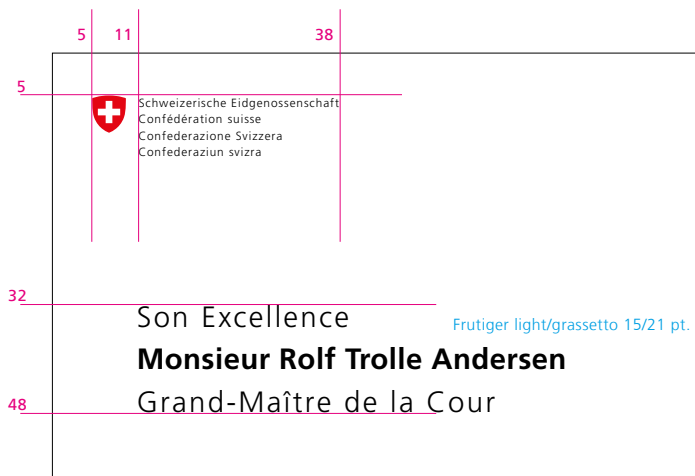 5 11 38
5
Schweizerische Eidgenossenschaft
Confédération suisse
Confederazione Svizzera
Confederaziun svizra
32
Son Excellence
Frutiger light/grassetto 15/21 pt.
Monsieur Rolf Trolle Andersen
48
Grand-Maître de la Cour